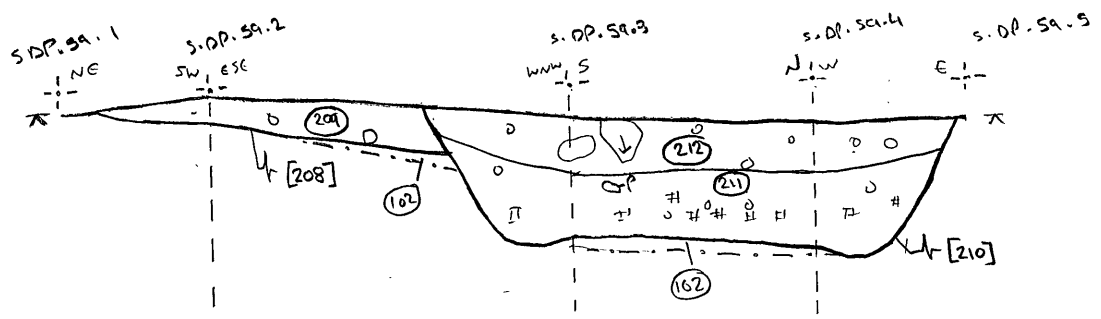 S.DP.59.1
S.DP.59.2
S.DP.59.3
S.DP.59.4
S.DP.59.5
NE
SW ESE
WNW S
N W
E
209
212
211
[208]
102
P
[210]
102